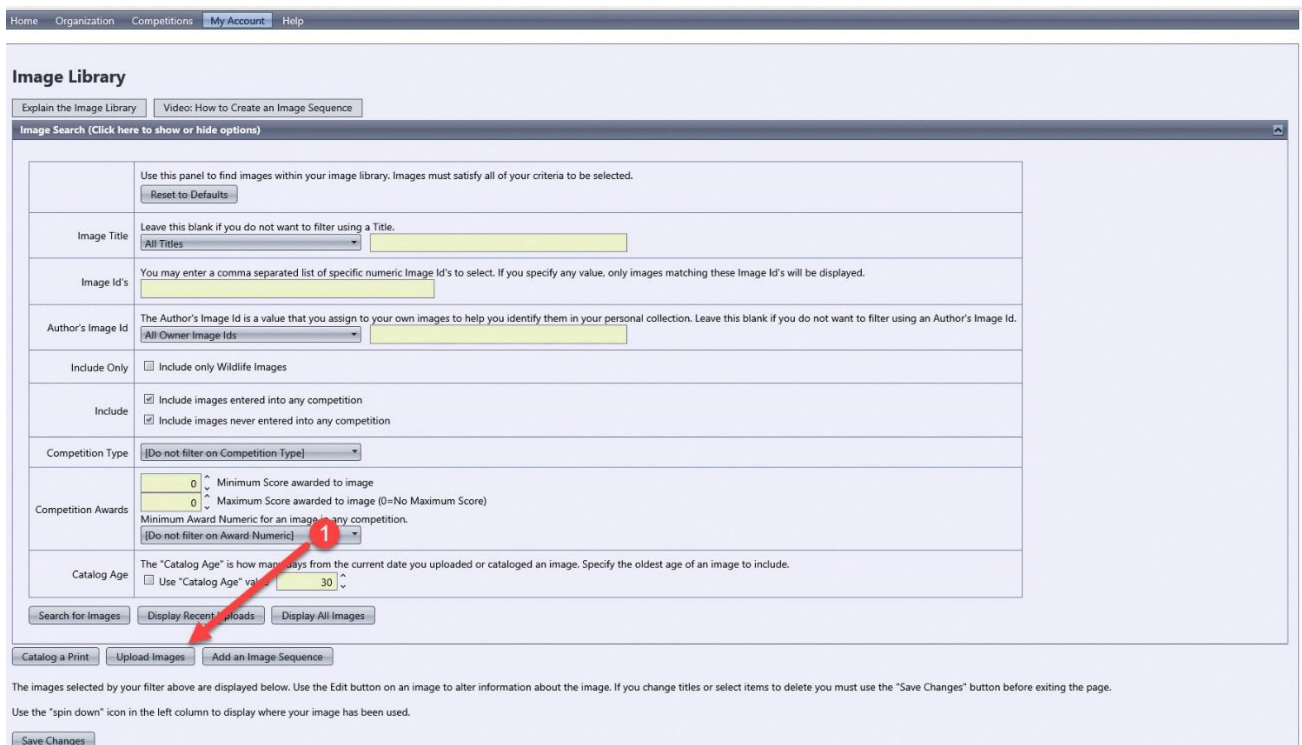 Home Organization Competitions My Account Help
Image Library
Explain the Image Library Video: How to Create an Image Sequence
Image Search (Click here to show or hide options)
Use this panel to find images within your image library. Images must satisfy all of your criteria to be selected.
Reset to Defaults
Image Title
Leave this blank if you do not want to filter using a Title.
All Titles
Image Id's
You may enter a comma separated list of specific numeric Image Id's to select. If you specify any value, only images matching these Image Id's will be displayed.
Author's Image Id
The Author's Image Id is a value that you assign to your own images to help you identify them in your personal collection. Leave this blank if you do not want to filter using an Author's Image Id.
All Owner Image Ids
Include Only Include only Wildlife Images
Include
Include images entered into any competition
Include images never entered into any competition
Competition Type [Do not filter on Competition Type]
Competition Awards
0 Minimum Score awarded to image
0 Maximum Score awarded to image (0=No Maximum Score)
Minimum Award Numeric for an image in any competition.
[Do not filter on Award Numeric] 1
Catalog Age
The "Catalog Age" is how many days from the current date you uploaded or cataloged an image. Specify the oldest age of an image to include.
Use "Catalog Age" value 30
Search for Images Display Recent Uploads Display All Images
Catalog a Print Upload Images Add an Image Sequence
The images selected by your filter above are displayed below. Use the Edit button on an image to alter information about the image. If you change titles or select items to delete you must use the "Save Changes" button before exiting the page.
Use the "spin down" icon in the left column to display where your image has been used.
Save Changes